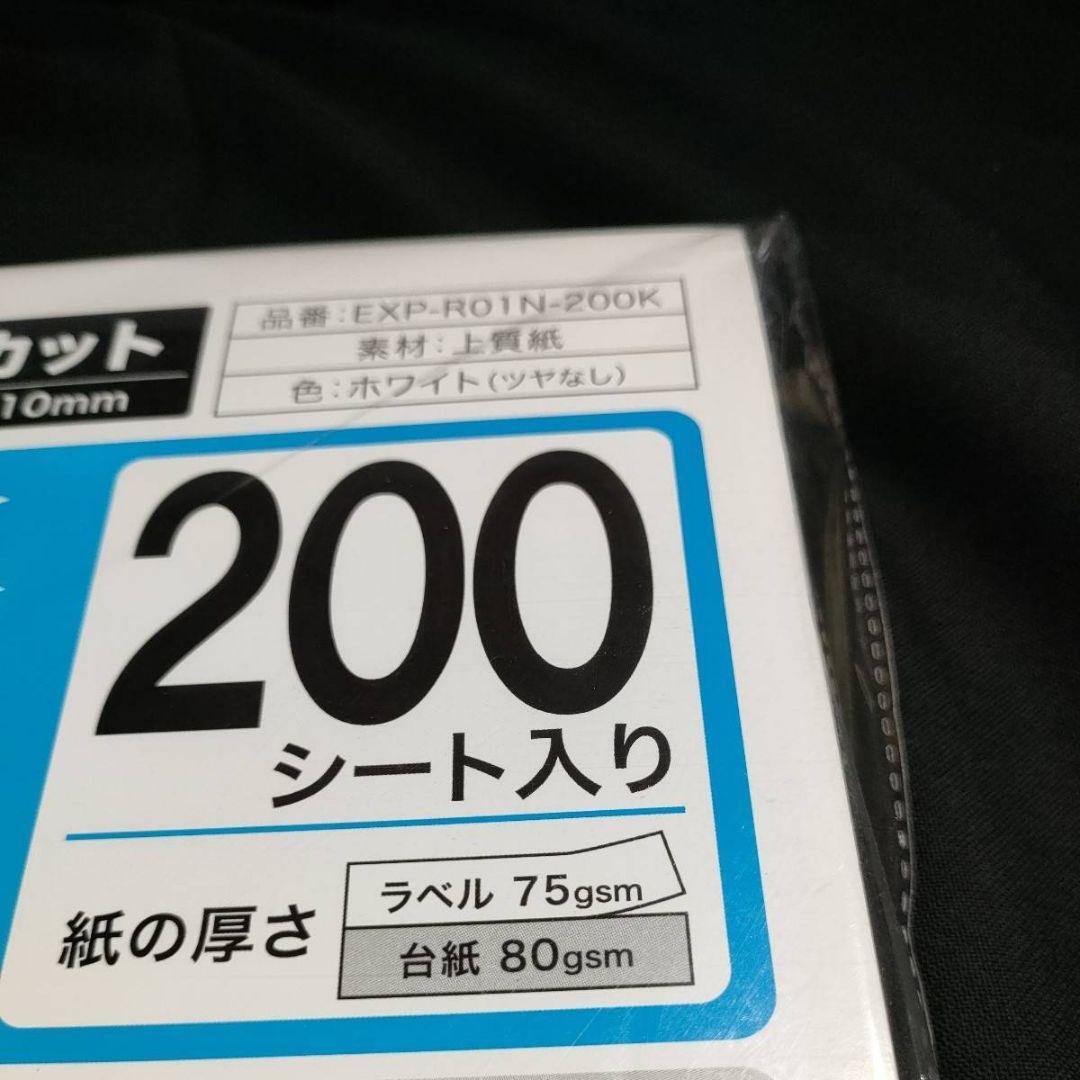 カット
10mm
品番:EXP-R01N-200K
素材:上質紙
色:ホワイト(ツヤなし)
200
シート入り
紙の厚さ
ラベル 75gsm
台紙 80gsm